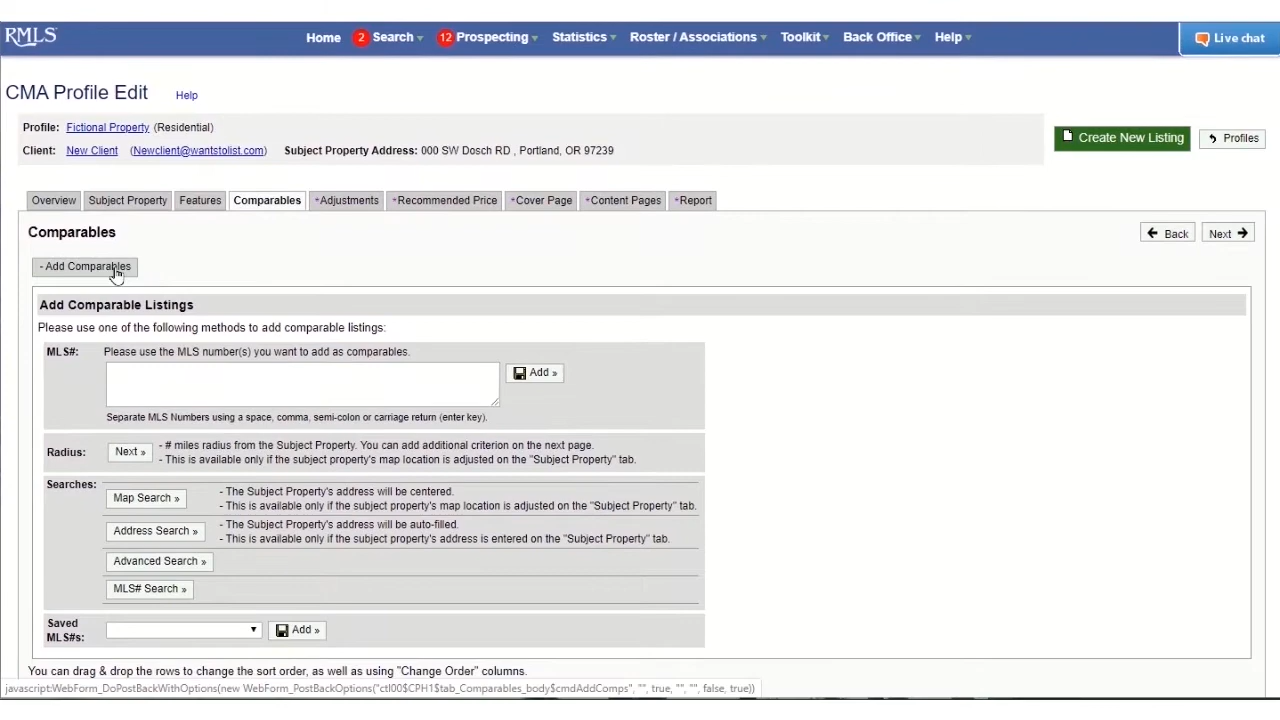 RMLS
Home 2 Search 12 Prospecting Statistics Roster / Associations Toolkit Back Office Help Live chat
CMA Profile Edit Help
Profile: Fictional Property (Residential)
Create New Listing Profiles
Client: New Client (Newclient@wantstolist.com) Subject Property Address: 000 SW Dosch RD , Portland, OR 97239
Overview Subject Property Features Comparables *Adjustments *Recommended Price *Cover Page *Content Pages *Report
Comparables Back Next
- Add Comparables
Add Comparable Listings
Please use one of the following methods to add comparable listings:
MLS#: Please use the MLS number(s) you want to add as comparables.
Add »
Separate MLS Numbers using a space, comma, semi-colon or carriage return (enter key).
Radius: Next » - # miles radius from the Subject Property. You can add additional criterion on the next page.
- This is available only if the subject property's map location is adjusted on the "Subject Property" tab.
Searches: Map Search » - The Subject Property's address will be centered.
- This is available only if the subject property's map location is adjusted on the "Subject Property" tab.
Address Search » - The Subject Property's address will be auto-filled.
- This is available only if the subject property's address is entered on the "Subject Property" tab.
Advanced Search »
MLS# Search »
Saved MLS#s: Add »
You can drag & drop the rows to change the sort order, as well as using "Change Order" columns.
javascript:WebForm_DoPostBackWithOptions(new WebForm_PostBackOptions("ctl00$CPH1$tab_Comparables_body$cmdAddComps", "", true, "", "", false, true))